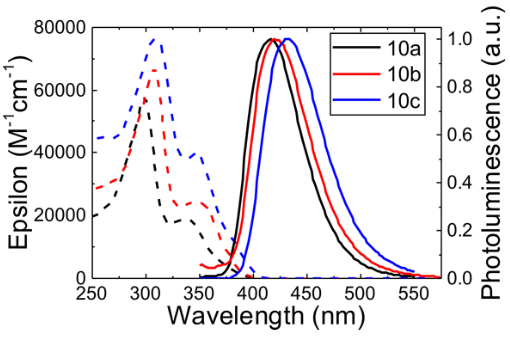 80000
60000
40000
20000
0
Epsilon (M⁻¹cm⁻¹)
10a
10b
10c
1.0
0.8
0.6
0.4
0.2
0.0
Photoluminescence (a.u.)
250 300 350 400 450 500 550
Wavelength (nm)